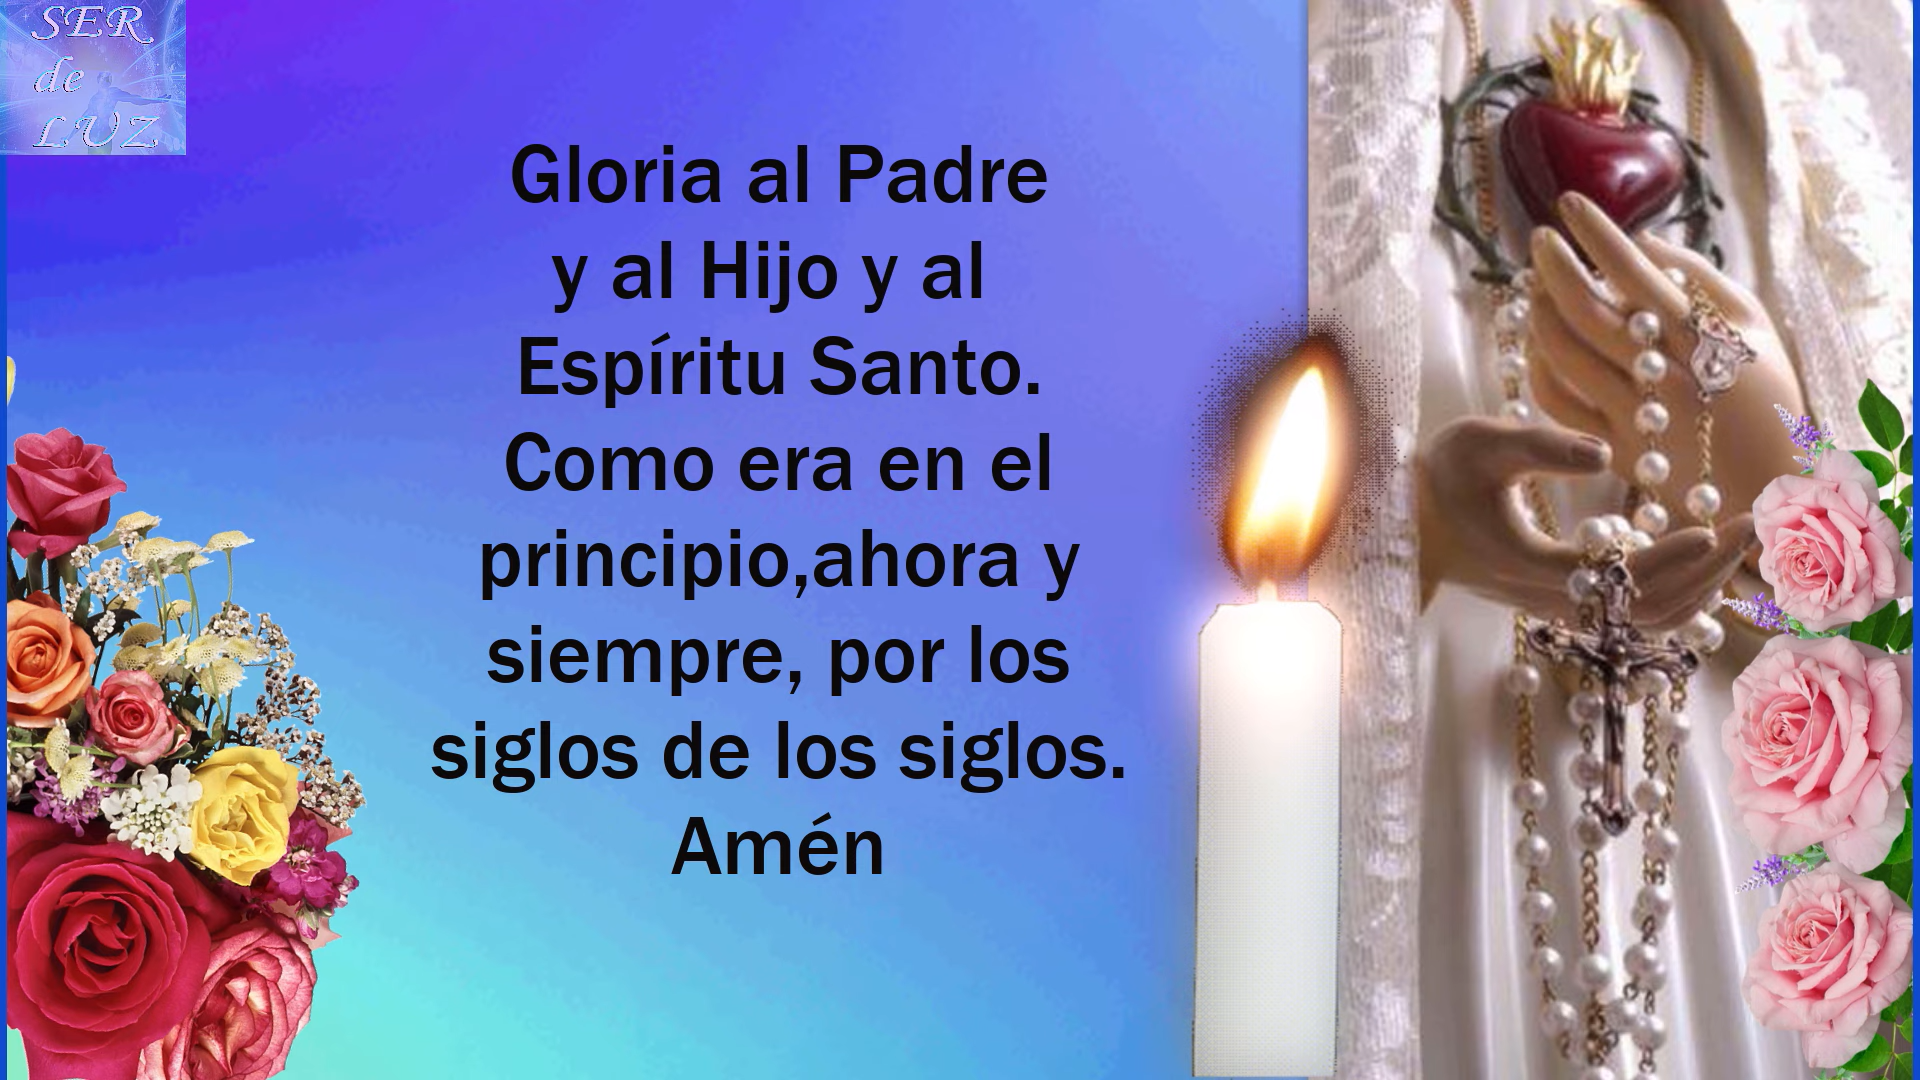 SER
de
LUZ
Gloria al Padre
y al Hijo y al
Espíritu Santo.
Como era en el
principio,ahora y
siempre, por los
siglos de los siglos.
Amén